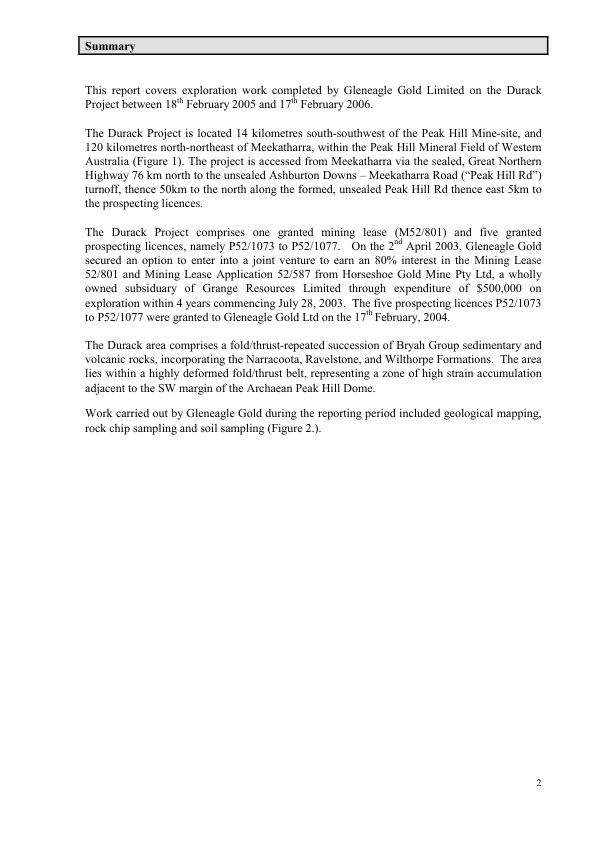 Summary
This report covers exploration work completed by Gleneagle Gold Limited on the Durack
Project between 18th February 2005 and 17th February 2006.
The Durack Project is located 14 kilometres south-southwest of the Peak Hill Mine-site, and
120 kilometres north-northeast of Meekatharra, within the Peak Hill Mineral Field of Western
Australia (Figure 1). The project is accessed from Meekatharra via the sealed, Great Northern
Highway 76 km north to the unsealed Ashburton Downs – Meekatharra Road (“Peak Hill Rd”)
turnoff, thence 50km to the north along the formed, unsealed Peak Hill Rd thence east 5km to
the prospecting licences.
The Durack Project comprises one granted mining lease (M52/801) and five granted
prospecting licences, namely P52/1073 to P52/1077. On the 2nd April 2003, Gleneagle Gold
secured an option to enter into a joint venture to earn an 80% interest in the Mining Lease
52/801 and Mining Lease Application 52/587 from Horseshoe Gold Mine Pty Ltd, a wholly
owned subsiduary of Grange Resources Limited through expenditure of $500,000 on
exploration within 4 years commencing July 28, 2003. The five prospecting licences P52/1073
to P52/1077 were granted to Gleneagle Gold Ltd on the 17th February, 2004.
The Durack area comprises a fold/thrust-repeated succession of Bryah Group sedimentary and
volcanic rocks, incorporating the Narracoota, Ravelstone, and Wilthorpe Formations. The area
lies within a highly deformed fold/thrust belt, representing a zone of high strain accumulation
adjacent to the SW margin of the Archaean Peak Hill Dome.
Work carried out by Gleneagle Gold during the reporting period included geological mapping,
rock chip sampling and soil sampling (Figure 2.).
2